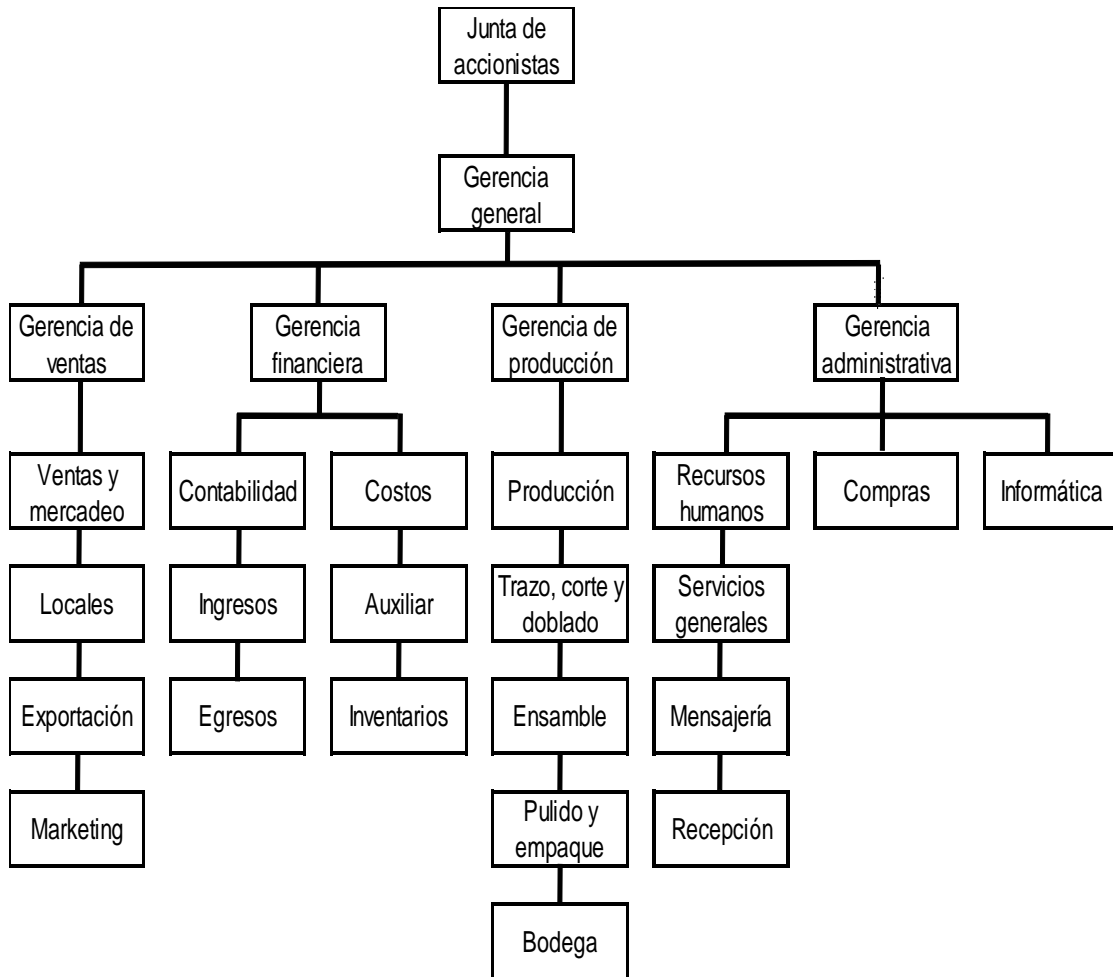 Junta de
accionistas
Gerencia
general
Gerencia de
ventas
Gerencia
financiera
Gerencia de
producción
Gerencia
administrativa
Ventas y
mercadeo
Contabilidad
Costos
Producción
Recursos
humanos
Compras
Informática
Locales
Ingresos
Auxiliar
Trazo, corte y
doblado
Servicios
generales
Exportación
Egresos
Inventarios
Ensamble
Mensajería
Marketing
Pulido y
empaque
Recepción
Bodega